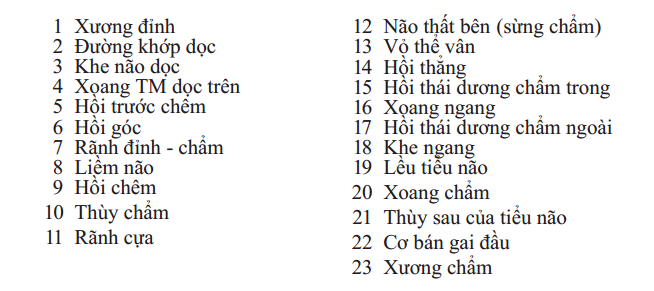 1 Xương đỉnh
2 Đường khớp dọc
3 Khe não dọc
4 Xoang TM dọc trên
5 Hồi trước chêm
6 Hồi góc
7 Rãnh đỉnh - chẩm
8 Liềm não
9 Hồi chêm
10 Thùy chẩm
11 Rãnh cựa
12 Não thất bên (sừng chẩm)
13 Vỏ thể vân
14 Hồi thẳng
15 Hồi thái dương chẩm trong
16 Xoang ngang
17 Hồi thái dương chẩm ngoài
18 Khe ngang
19 Lều tiểu não
20 Xoang chẩm
21 Thùy sau của tiểu não
22 Cơ bán gai đầu
23 Xương chẩm